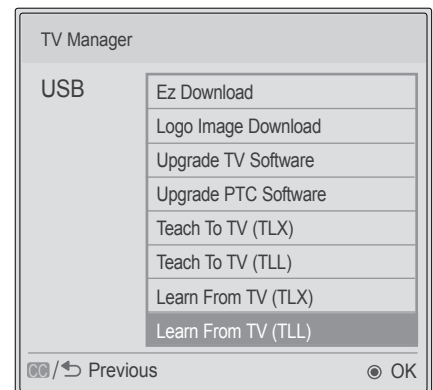 TV Manager
USB
Ez Download
Logo Image Download
Upgrade TV Software
Upgrade PTC Software
Teach To TV (TLX)
Teach To TV (TLL)
Learn From TV (TLX)
Learn From TV (TLL)
CC/ Previous
OK